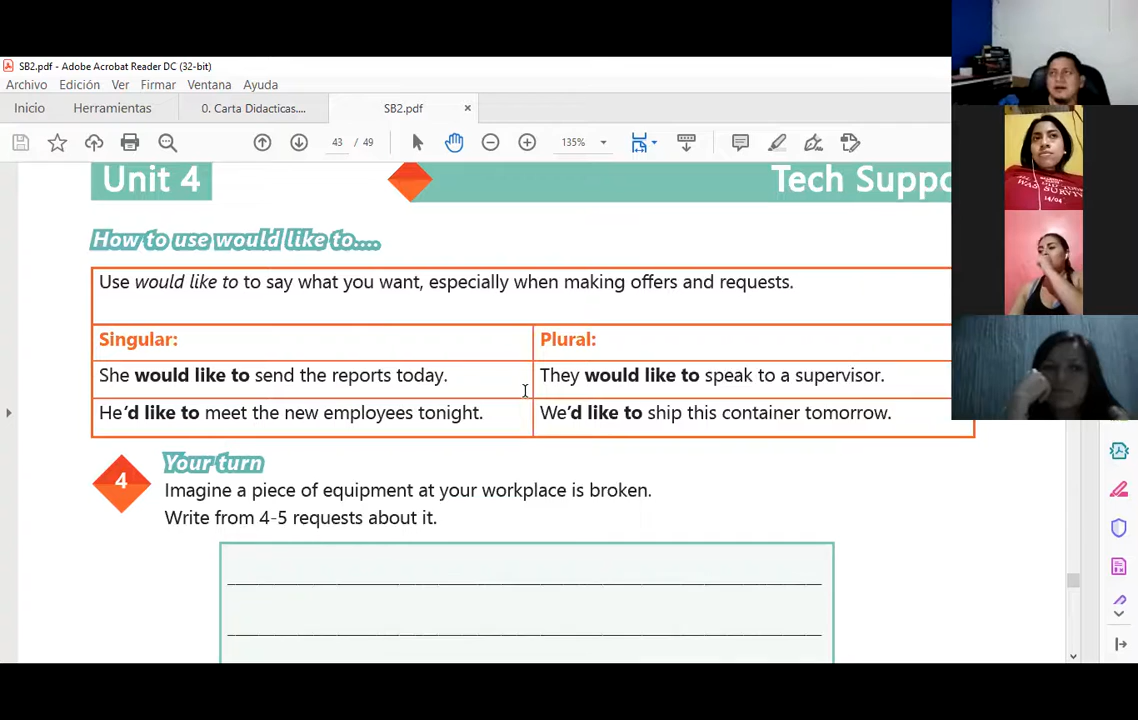 SB2.pdf - Adobe Acrobat Reader DC (32-bit)
Archivo Edición Ver Firmar Ventana Ayuda
Inicio Herramientas 0. Carta Didacticas.... SB2.pdf
43 / 49 135%
Unit 4 Tech Suppo
How to use would like to....
Use would like to to say what you want, especially when making offers and requests.
Singular: Plural:
She would like to send the reports today. They would like to speak to a supervisor.
He'd like to meet the new employees tonight. We'd like to ship this container tomorrow.
4 Your turn
Imagine a piece of equipment at your workplace is broken.
Write from 4-5 requests about it.
WAS SURVIV
14/04